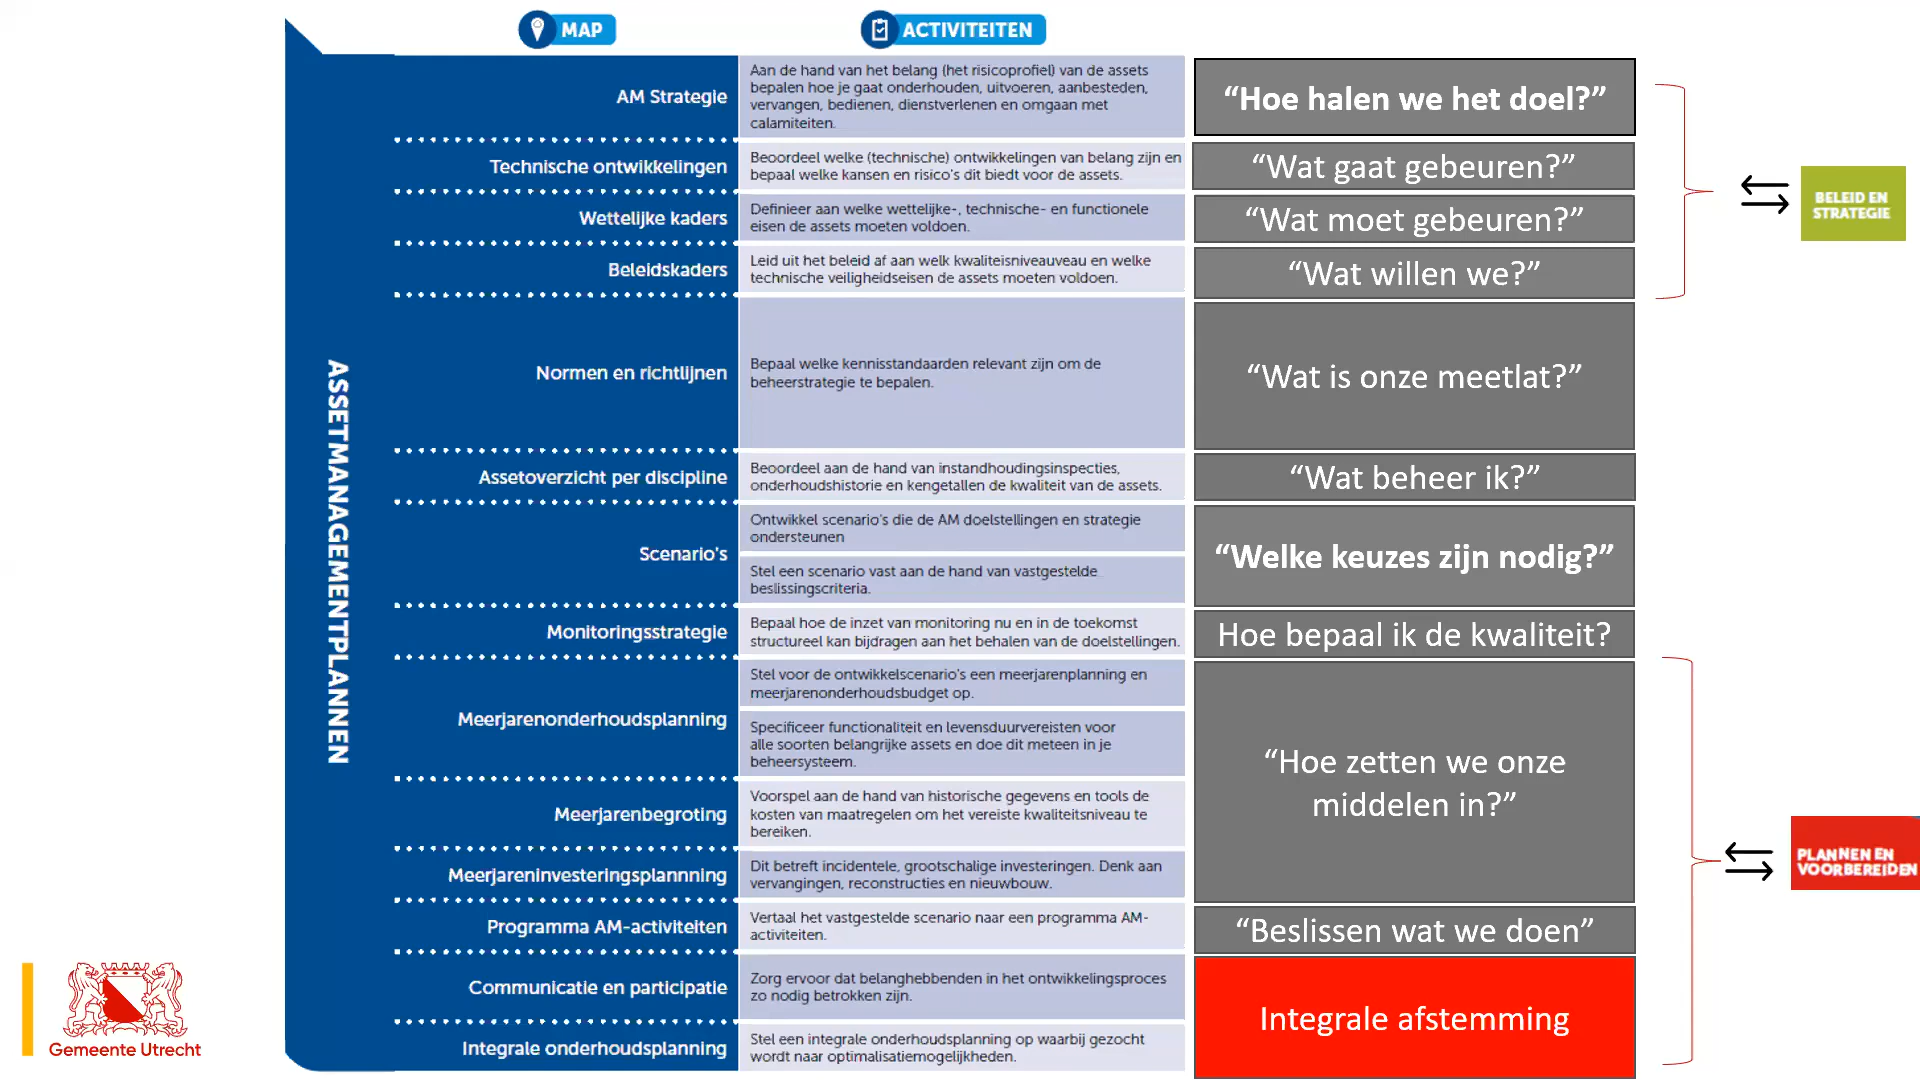 MAP
ACTIVITEITEN
ASSETMANAGEMENTPLANNEN
AM Strategie
Aan de hand van het belang (het risicoprofiel) van de assets
bepalen hoe je gaat onderhouden, uitvoeren, aanbesteden,
vervangen, bedienen, dienstverlenen en omgaan met
calamiteiten.
“Hoe halen we het doel?”
Technische ontwikkelingen
Beoordeel welke (technische) ontwikkelingen van belang zijn en
bepaal welke kansen en risico's dit biedt voor de assets.
“Wat gaat gebeuren?”
Wettelijke kaders
Definieer aan welke wettelijke-, technische- en functionele
eisen de assets moeten voldoen.
“Wat moet gebeuren?”
Beleidskaders
Leid uit het beleid af aan welk kwaliteisniveauveau en welke
technische veiligheidseisen de assets moeten voldoen.
“Wat willen we?”
BELEID EN
STRATEGIE
Normen en richtlijnen
Bepaal welke kennisstandaarden relevant zijn om de
beheerstrategie te bepalen.
“Wat is onze meetlat?”
Assetoverzicht per discipline
Beoordeel aan de hand van instandhoudingsinspecties,
onderhoudshistorie en kengetallen de kwaliteit van de assets.
“Wat beheer ik?”
Scenario's
Ontwikkel scenario's die de AM doelstellingen en strategie
ondersteunen
Stel een scenario vast aan de hand van vastgestelde
beslissingscriteria.
“Welke keuzes zijn nodig?”
Monitoringsstrategie
Bepaal hoe de inzet van monitoring nu en in de toekomst
structureel kan bijdragen aan het behalen van de doelstellingen.
Hoe bepaal ik de kwaliteit?
Meerjarenonderhoudsplanning
Stel voor de ontwikkelscenario's een meerjarenplanning en
meerjarenonderhoudsbudget op.
Specificeer functionaliteit en levensduurvereisten voor
alle soorten belangrijke assets en doe dit meteen in je
beheersysteem.
“Hoe zetten we onze
middelen in?”
Meerjarenbegroting
Voorspel aan de hand van historische gegevens en tools de
kosten van maatregelen om het vereiste kwaliteitsniveau te
bereiken.
Meerjareninvesteringsplannning
Dit betreft incidentele, grootschalige investeringen. Denk aan
vervangingen, reconstructies en nieuwbouw.
PLANNEN EN
VOORBEREIDEN
Programma AM-activiteiten
Vertaal het vastgestelde scenario naar een programma AM-
activiteiten.
“Beslissen wat we doen”
Communicatie en participatie
Zorg ervoor dat belanghebbenden in het ontwikkelingsproces
zo nodig betrokken zijn.
Integrale afstemming
Integrale onderhoudsplanning
Stel een integrale onderhoudsplanning op waarbij gezocht
wordt naar optimalisatiemogelijkheden.
Gemeente Utrecht